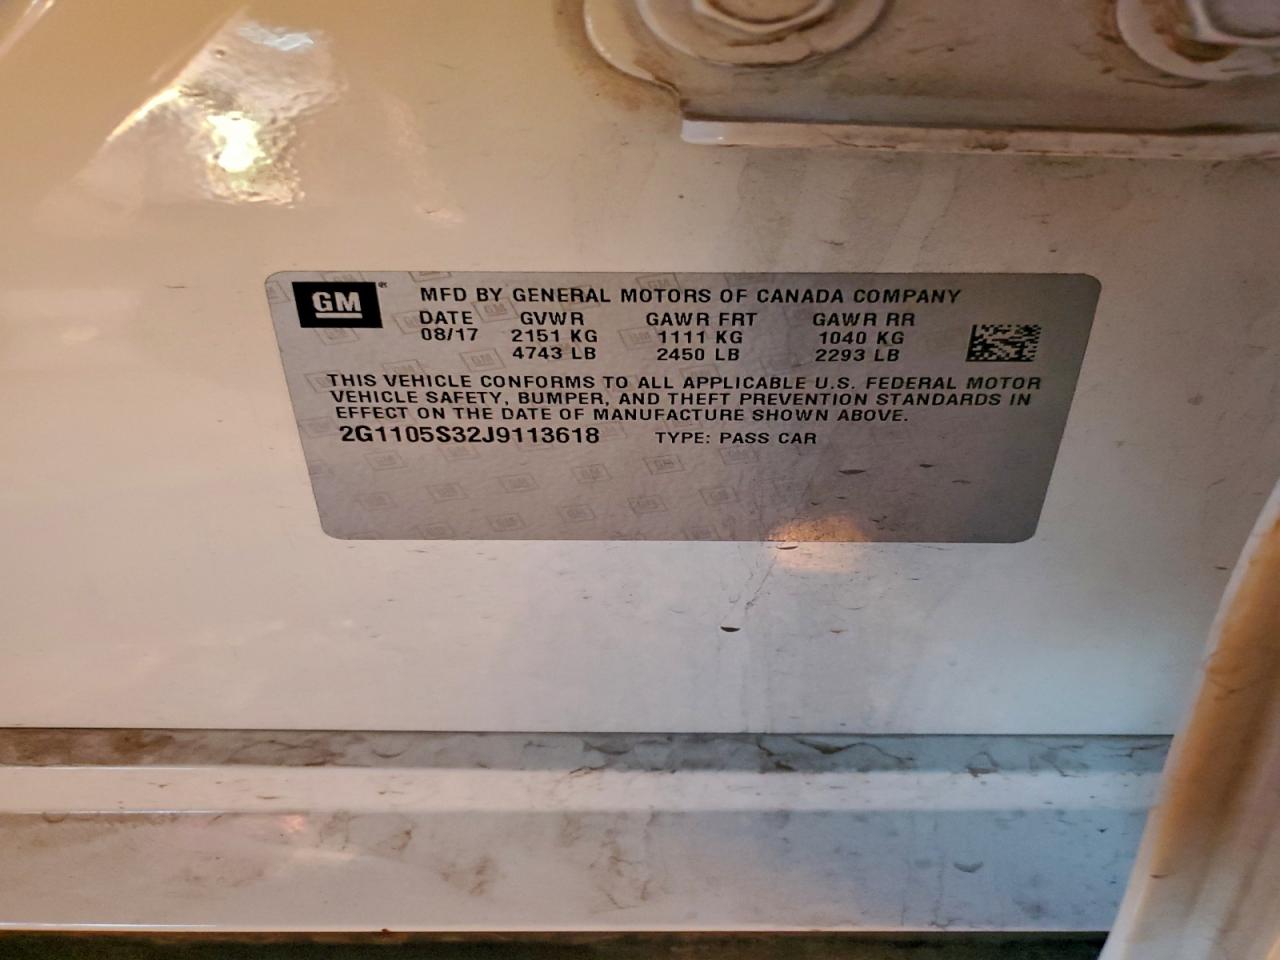 GM ® MFD BY GENERAL MOTORS OF CANADA COMPANY
DATE GVWR GAWR FRT GAWR RR
08/17 2151 KG 1111 KG 1040 KG
4743 LB 2450 LB 2293 LB
THIS VEHICLE CONFORMS TO ALL APPLICABLE U.S. FEDERAL MOTOR
VEHICLE SAFETY, BUMPER, AND THEFT PREVENTION STANDARDS IN
EFFECT ON THE DATE OF MANUFACTURE SHOWN ABOVE.
2G1105S32J9113618 TYPE: PASS CAR